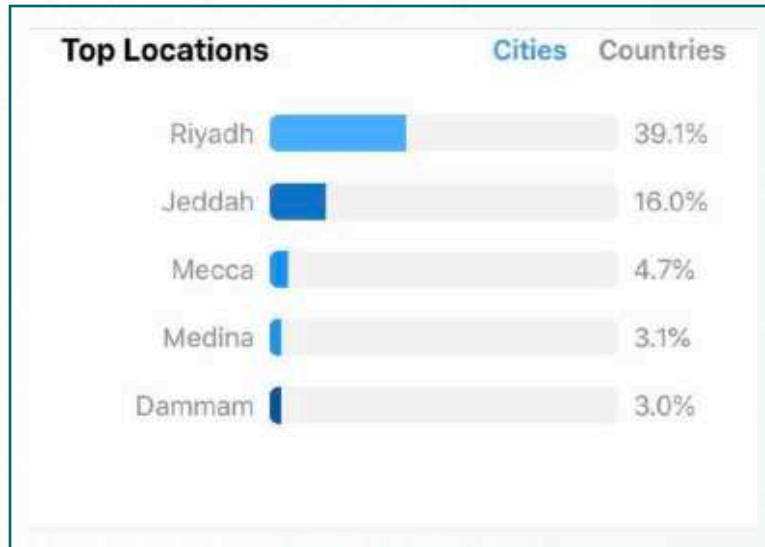 Top Locations Cities Countries
Riyadh 39.1%
Jeddah 16.0%
Mecca 4.7%
Medina 3.1%
Dammam 3.0%